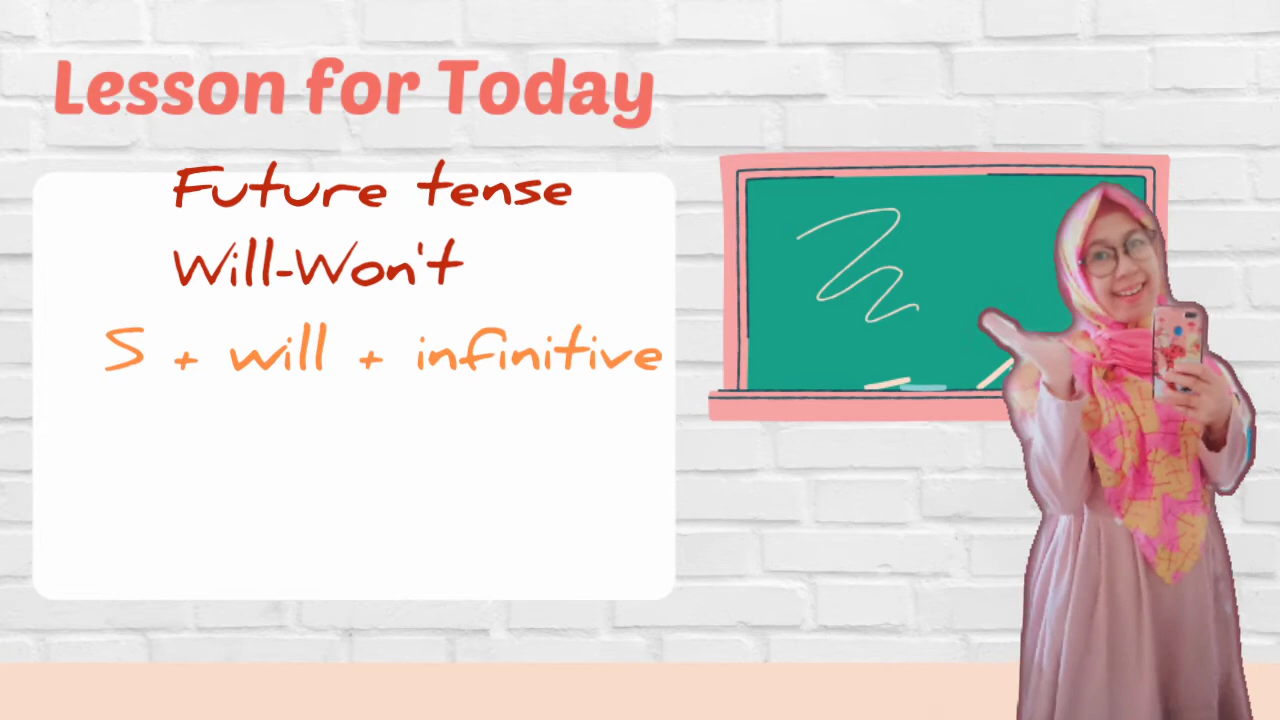 Lesson for Today
Future tense
Will-Won't
S + will + infinitive